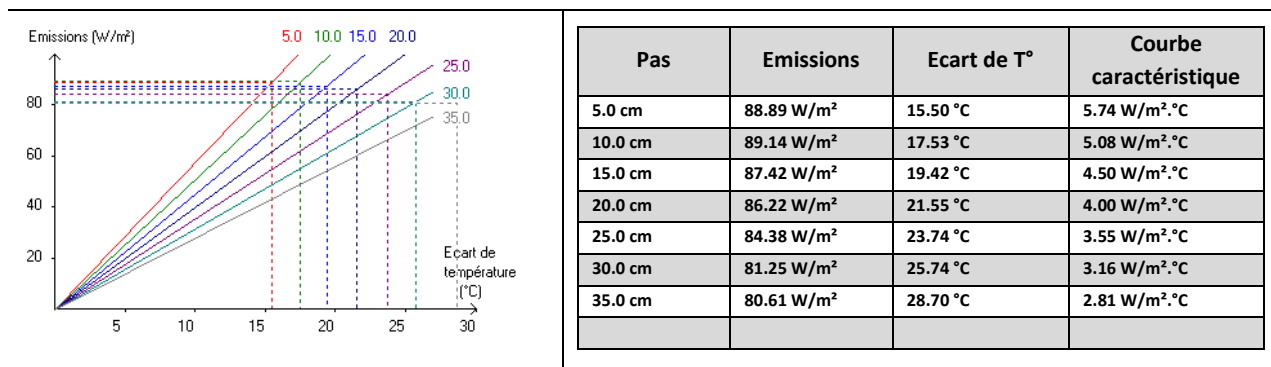 Emissions (W/m²)
5.0 10.0 15.0 20.0
25.0
30.0
35.0
80
60
40
20
Ecart de
température
(°C)
5 10 15 20 25 30
Pas Emissions Ecart de T° Courbe
caractéristique
5.0 cm 88.89 W/m² 15.50 °C 5.74 W/m².°C
10.0 cm 89.14 W/m² 17.53 °C 5.08 W/m².°C
15.0 cm 87.42 W/m² 19.42 °C 4.50 W/m².°C
20.0 cm 86.22 W/m² 21.55 °C 4.00 W/m².°C
25.0 cm 84.38 W/m² 23.74 °C 3.55 W/m².°C
30.0 cm 81.25 W/m² 25.74 °C 3.16 W/m².°C
35.0 cm 80.61 W/m² 28.70 °C 2.81 W/m².°C